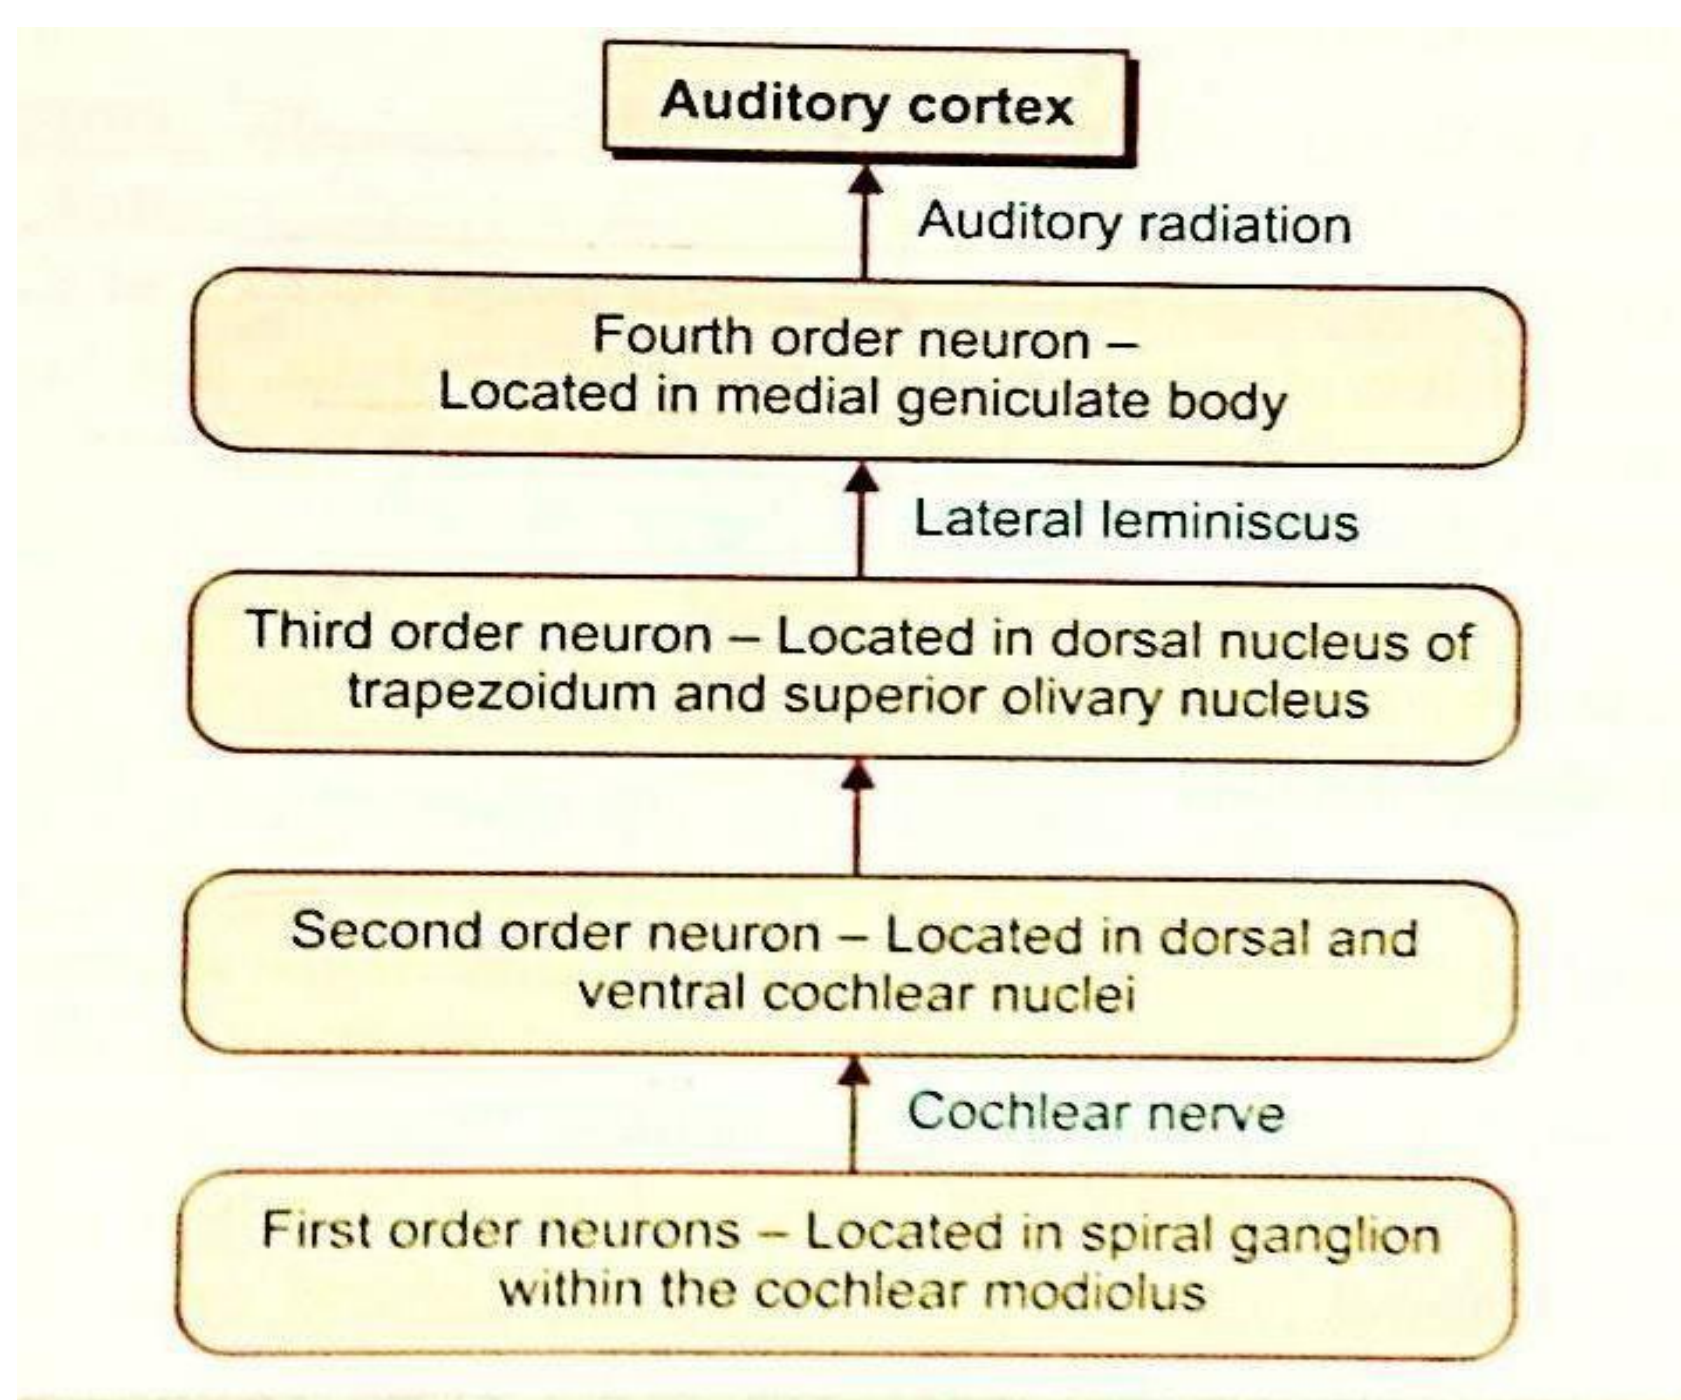 Auditory cortex
Auditory radiation
Fourth order neuron –
Located in medial geniculate body
Lateral leminiscus
Third order neuron – Located in dorsal nucleus of
trapezoidum and superior olivary nucleus
Second order neuron – Located in dorsal and
ventral cochlear nuclei
Cochlear nerve
First order neurons – Located in spiral ganglion
within the cochlear modiolus